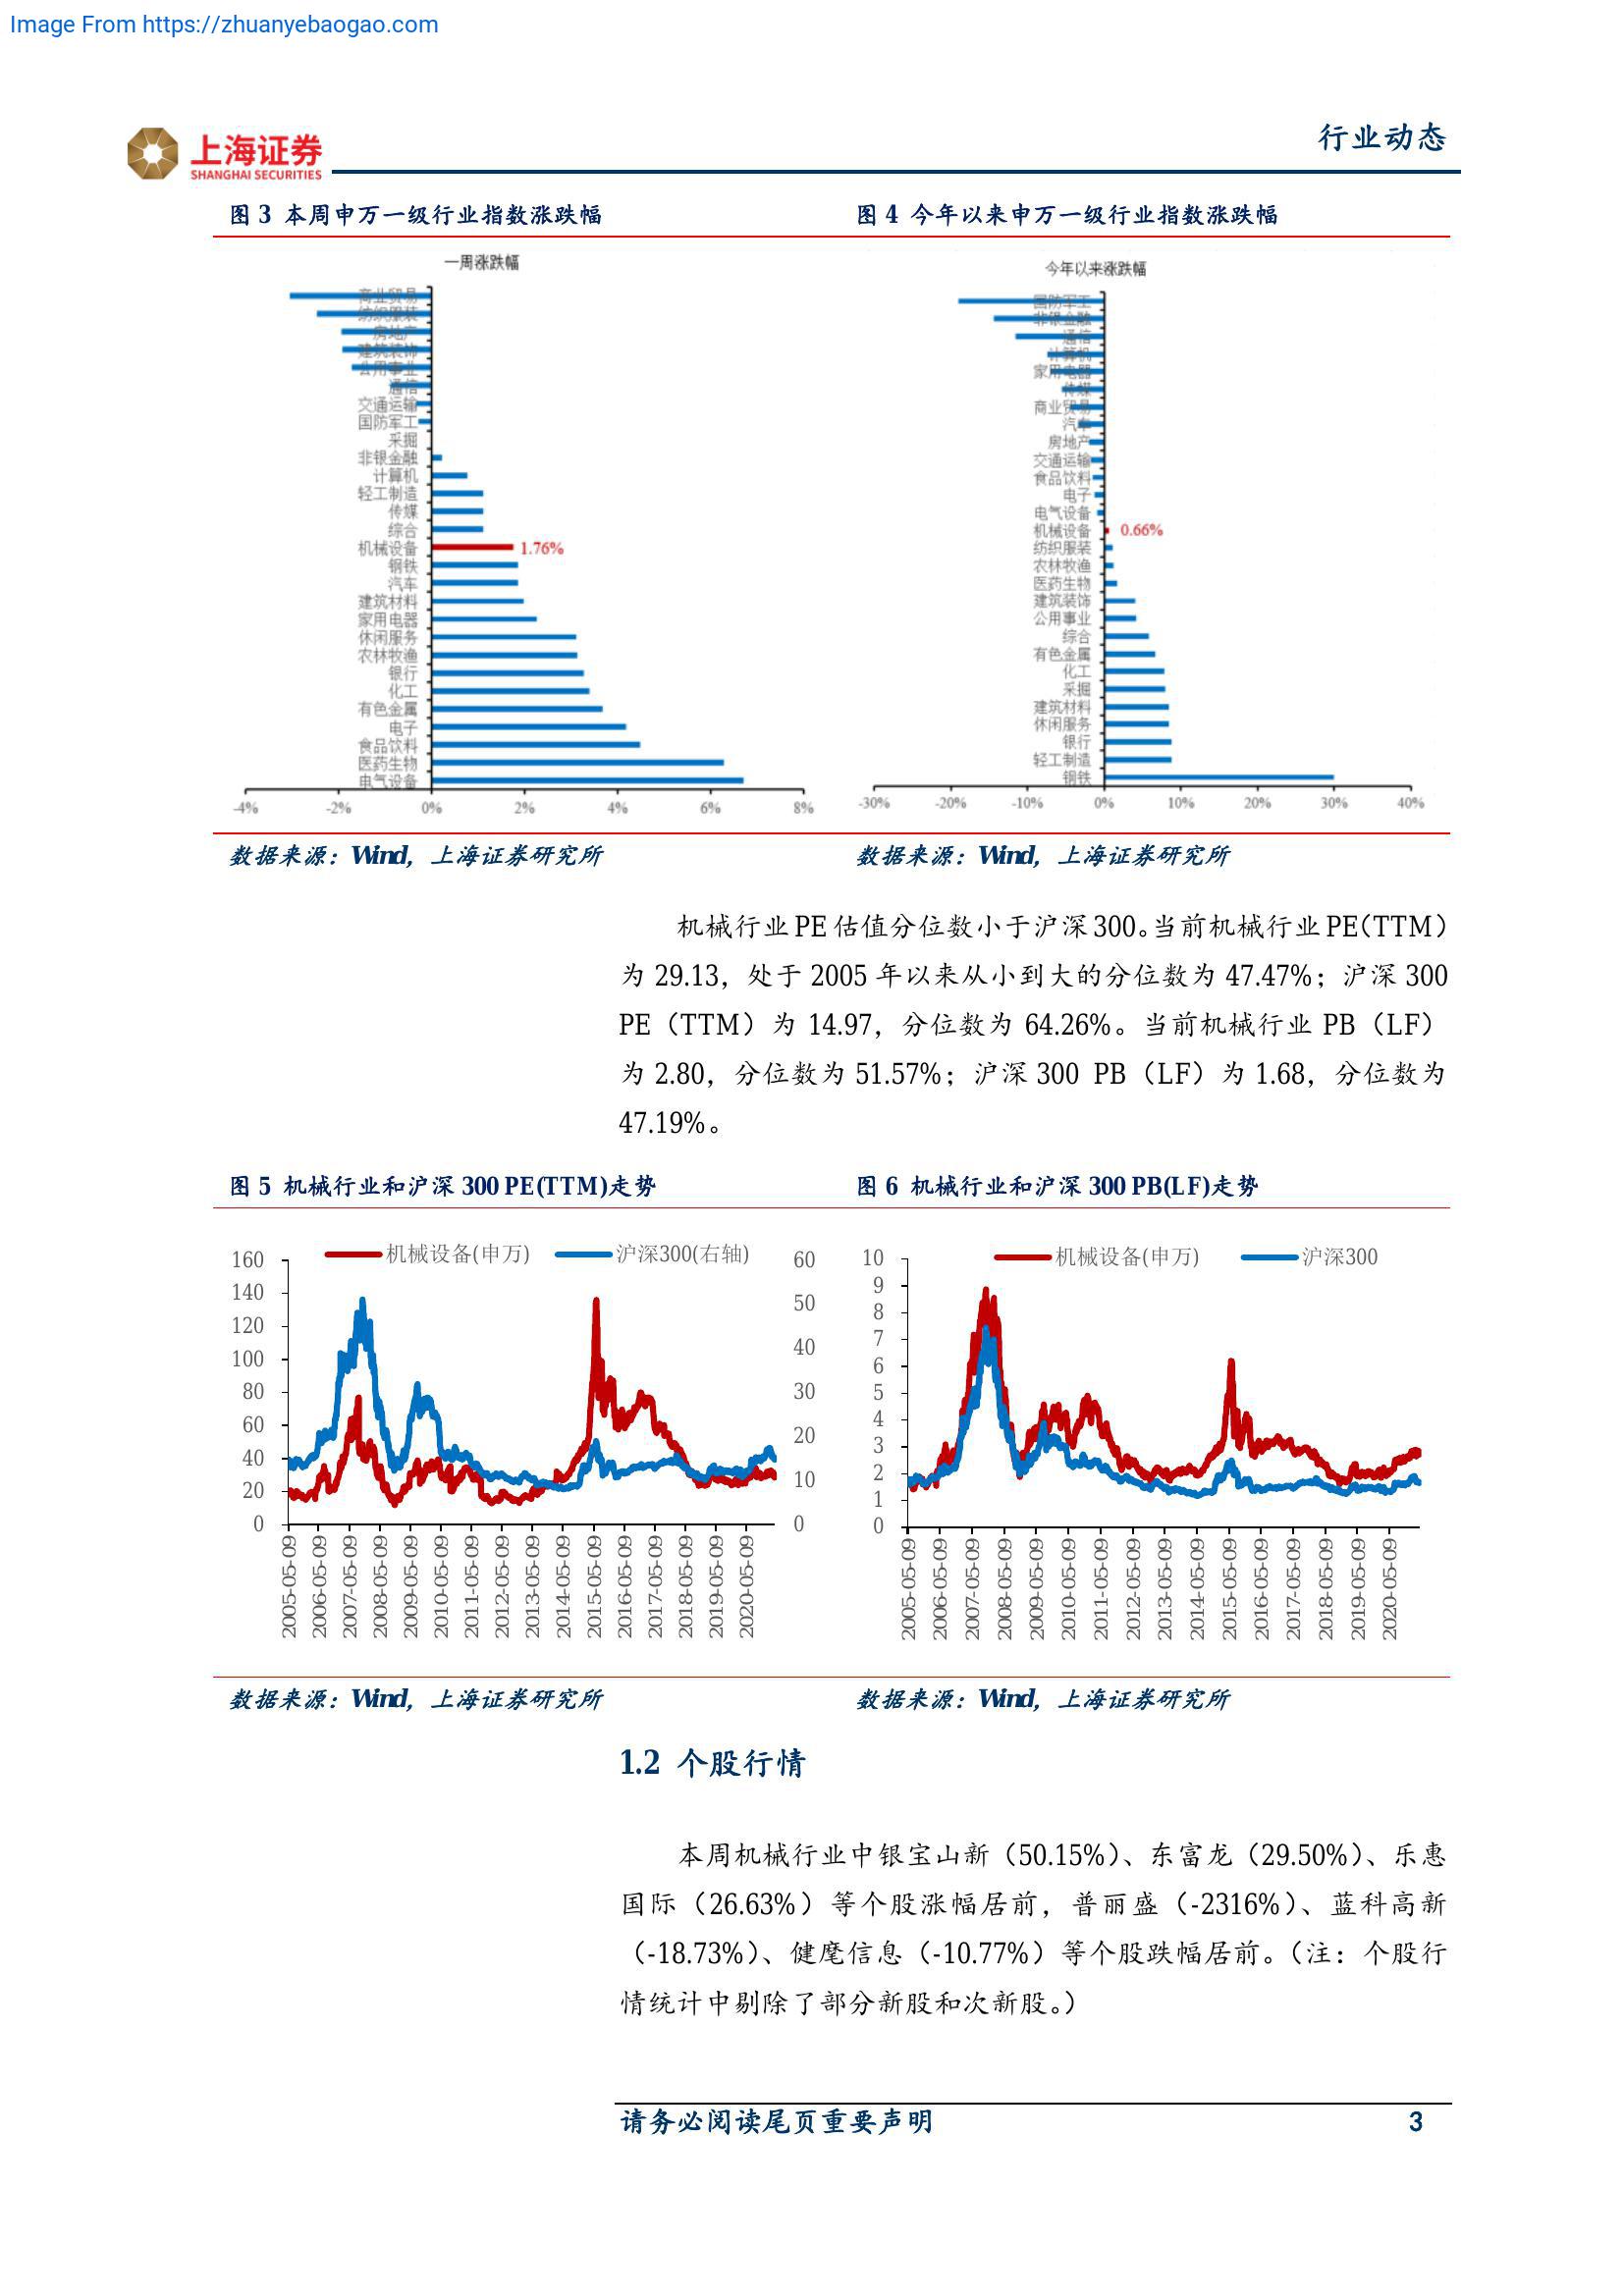 Image From https://zhuanyebaogao.com
上海证券
SHANGHAI SECURITIES
行业动态
图 3 本周申万一级行业指数涨跌幅
一周涨跌幅
商业贸易
纺织服装
房地产
建筑装饰
公用事业
通信
交通运输
国防军工
采掘
非银金融
计算机
轻工制造
传媒
综合
机械设备 1.76%
钢铁
汽车
建筑材料
家用电器
休闲服务
农林牧渔
银行
化工
有色金属
电子
食品饮料
医药生物
电气设备
-4% -2% 0% 2% 4% 6% 8%
数据来源：Wind，上海证券研究所
图 4 今年以来申万一级行业指数涨跌幅
今年以来涨跌幅
国防军工
非银金融
通信
计算机
家用电器
传媒
商业贸易
汽车
房地产
交通运输
食品饮料
电子
电气设备
机械设备 0.66%
纺织服装
农林牧渔
医药生物
建筑装饰
公用事业
综合
有色金属
化工
采掘
建筑材料
休闲服务
银行
轻工制造
钢铁
-30% -20% -10% 0% 10% 20% 30% 40%
数据来源：Wind，上海证券研究所
机械行业 PE 估值分位数小于沪深 300。当前机械行业 PE（TTM）
为 29.13，处于 2005 年以来从小到大的分位数为 47.47%；沪深 300
PE（TTM）为 14.97，分位数为 64.26%。当前机械行业 PB（LF）
为 2.80，分位数为 51.57%；沪深 300 PB（LF）为 1.68，分位数为
47.19%。
图 5 机械行业和沪深 300 PE(TTM)走势
机械设备(申万) 沪深300(右轴)
160
140
120
100
80
60
40
20
0
60
50
40
30
20
10
0
2005-05-09
2006-05-09
2007-05-09
2008-05-09
2009-05-09
2010-05-09
2011-05-09
2012-05-09
2013-05-09
2014-05-09
2015-05-09
2016-05-09
2017-05-09
2018-05-09
2019-05-09
2020-05-09
数据来源：Wind，上海证券研究所
图 6 机械行业和沪深 300 PB(LF)走势
机械设备(申万) 沪深300
10
9
8
7
6
5
4
3
2
1
0
2005-05-09
2006-05-09
2007-05-09
2008-05-09
2009-05-09
2010-05-09
2011-05-09
2012-05-09
2013-05-09
2014-05-09
2015-05-09
2016-05-09
2017-05-09
2018-05-09
2019-05-09
2020-05-09
数据来源：Wind，上海证券研究所
1.2 个股行情
本周机械行业中银宝山新（50.15%）、东富龙（29.50%）、乐惠
国际（26.63%）等个股涨幅居前，普丽盛（-2316%）、蓝科高新
（-18.73%）、健麾信息（-10.77%）等个股跌幅居前。（注：个股行
情统计中剔除了部分新股和次新股。）
请务必阅读尾页重要声明
3